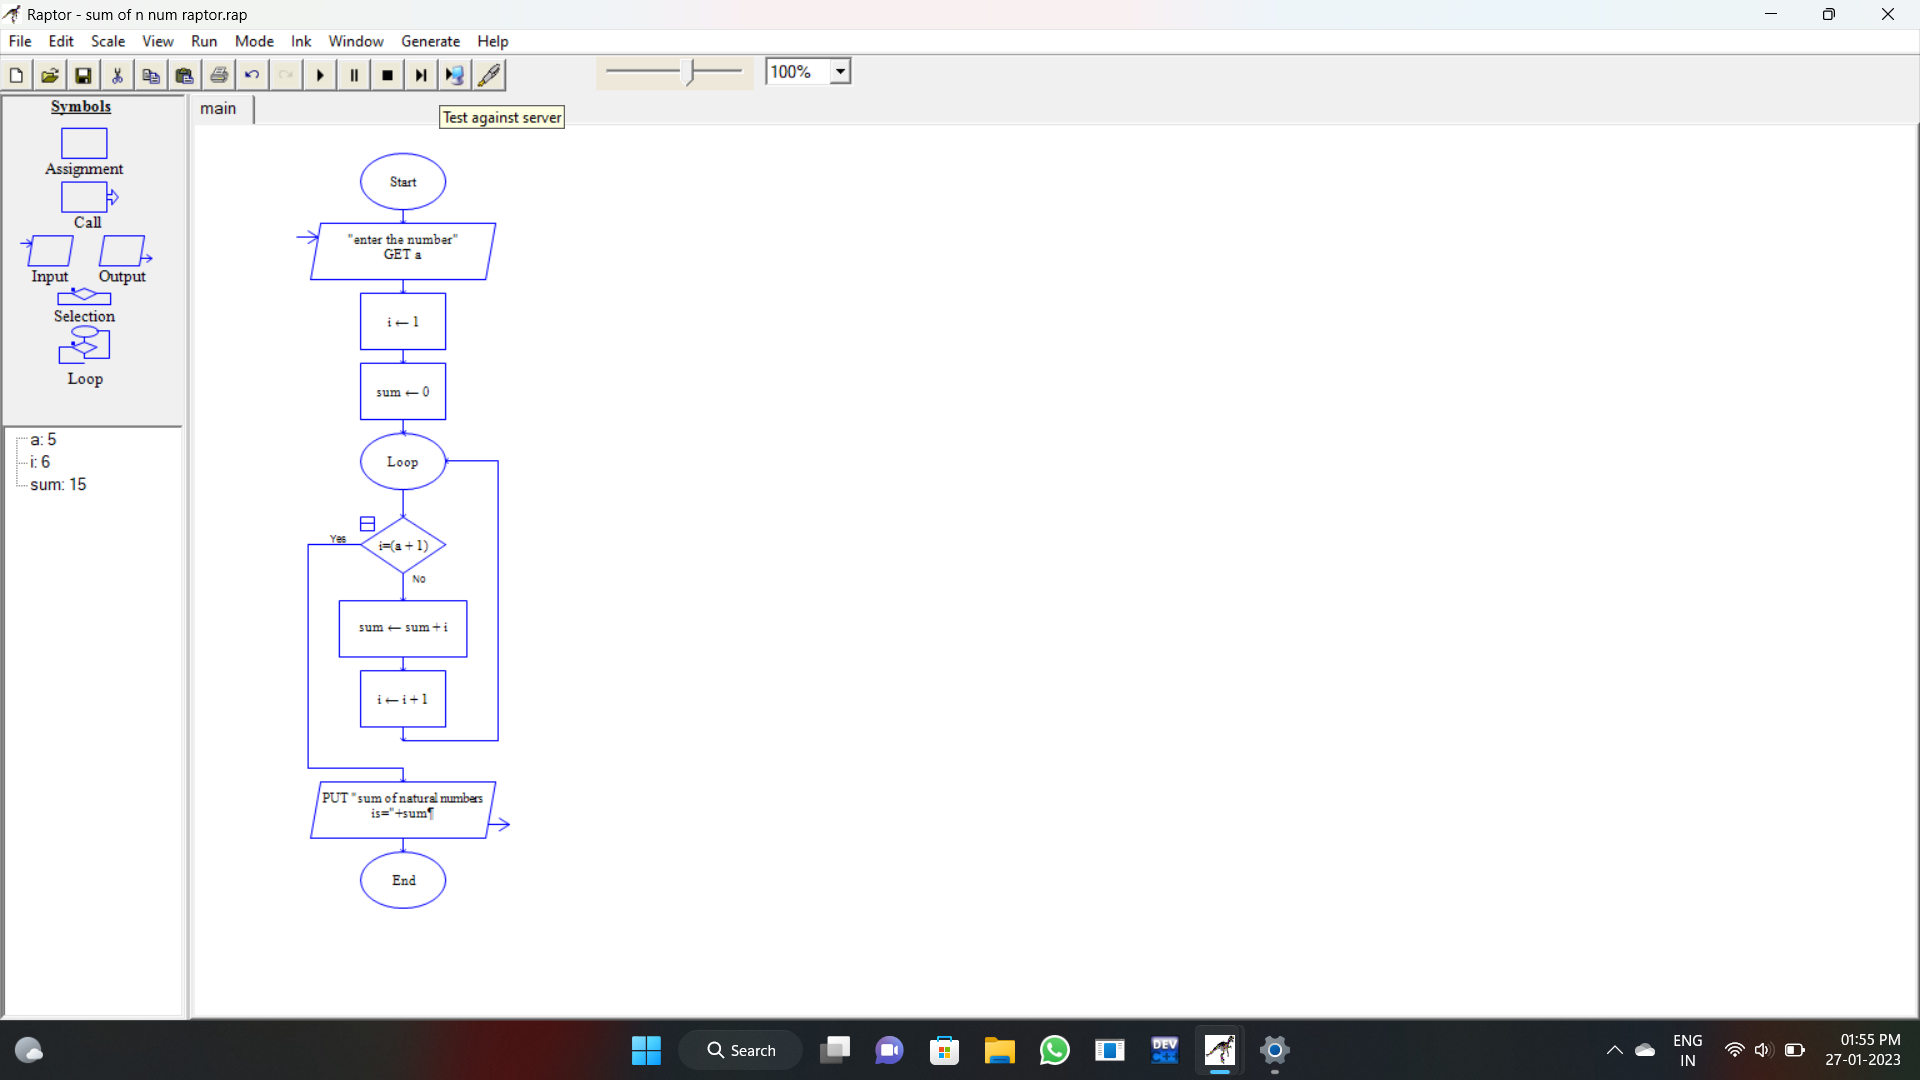 Raptor - sum of n num raptor.rap
File Edit Scale View Run Mode Ink Window Generate Help
100%
Symbols
Assignment
Call
Input Output
Selection
Loop
a: 5
i: 6
sum: 15
main
Test against server
Start
"enter the number"
GET a
i ← 1
sum ← 0
Loop
Yes
i=(a + 1)
No
sum ← sum + i
i ← i + 1
PUT "sum of natural numbers
is="+sum¶
End
Search
DEV
C++
ENG
IN
01:55 PM
27-01-2023